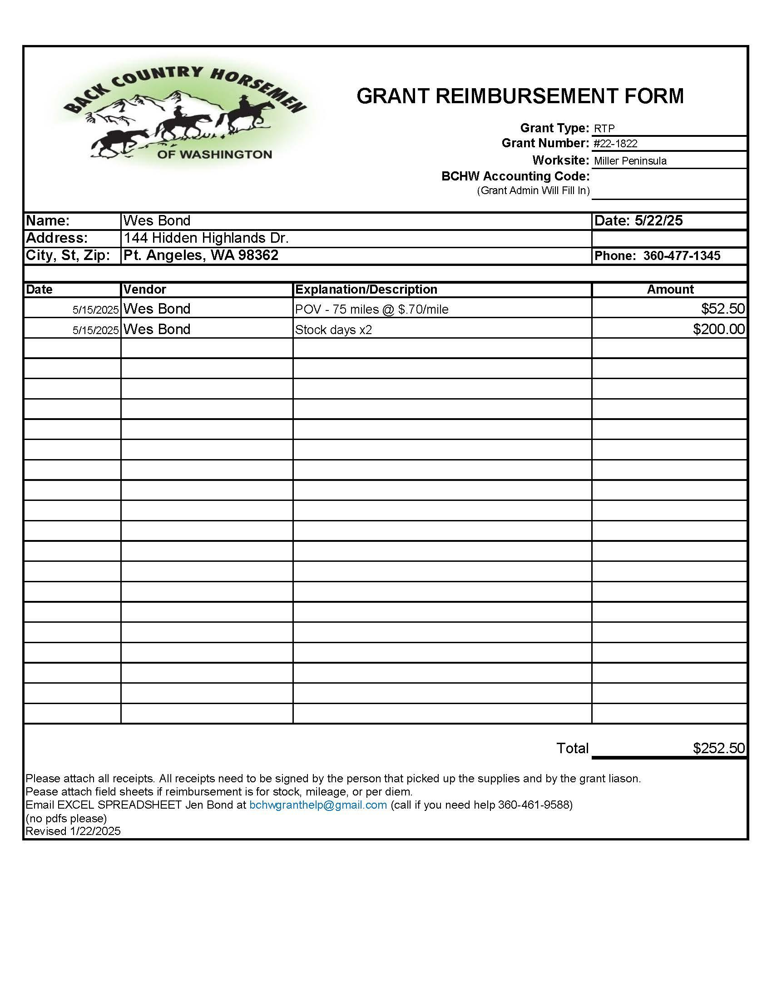 BACK COUNTRY HORSEMEN
OF WASHINGTON
GRANT REIMBURSEMENT FORM
Grant Type: RTP
Grant Number: #22-1822
Worksite: Miller Peninsula
BCHW Accounting Code:
(Grant Admin Will Fill In)
Name: Wes Bond Date: 5/22/25
Address: 144 Hidden Highlands Dr.
City, St, Zip: Pt. Angeles, WA 98362 Phone: 360-477-1345
Date Vendor Explanation/Description Amount
5/15/2025 Wes Bond POV - 75 miles @ $.70/mile $52.50
5/15/2025 Wes Bond Stock days x2 $200.00
Total $252.50
Please attach all receipts. All receipts need to be signed by the person that picked up the supplies and by the grant liason.
Pease attach field sheets if reimbursement is for stock, mileage, or per diem.
Email EXCEL SPREADSHEET Jen Bond at bchwgranthelp@gmail.com (call if you need help 360-461-9588)
(no pdfs please)
Revised 1/22/2025